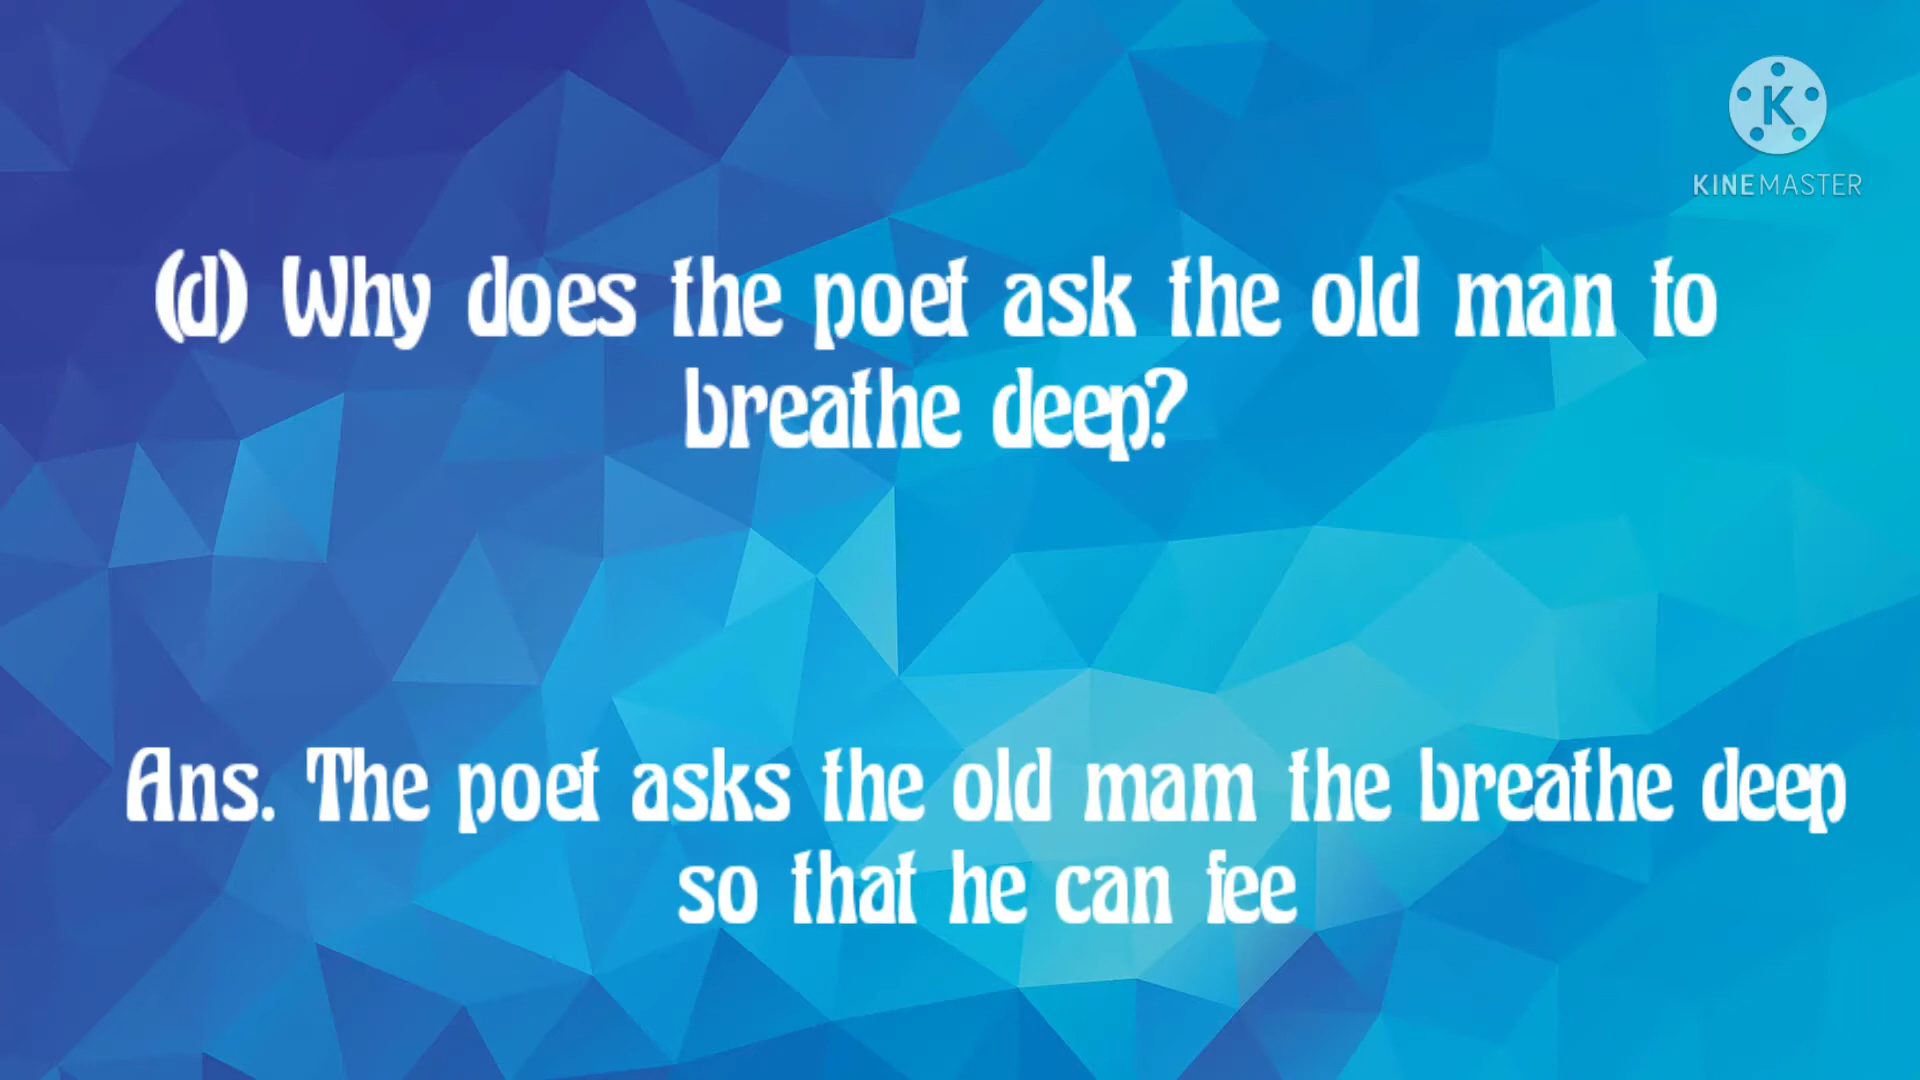 KINEMASTER
(d) Why does the poet ask the old man to
breathe deep?
Ans. The poet asks the old mam the breathe deep
so that he can fee